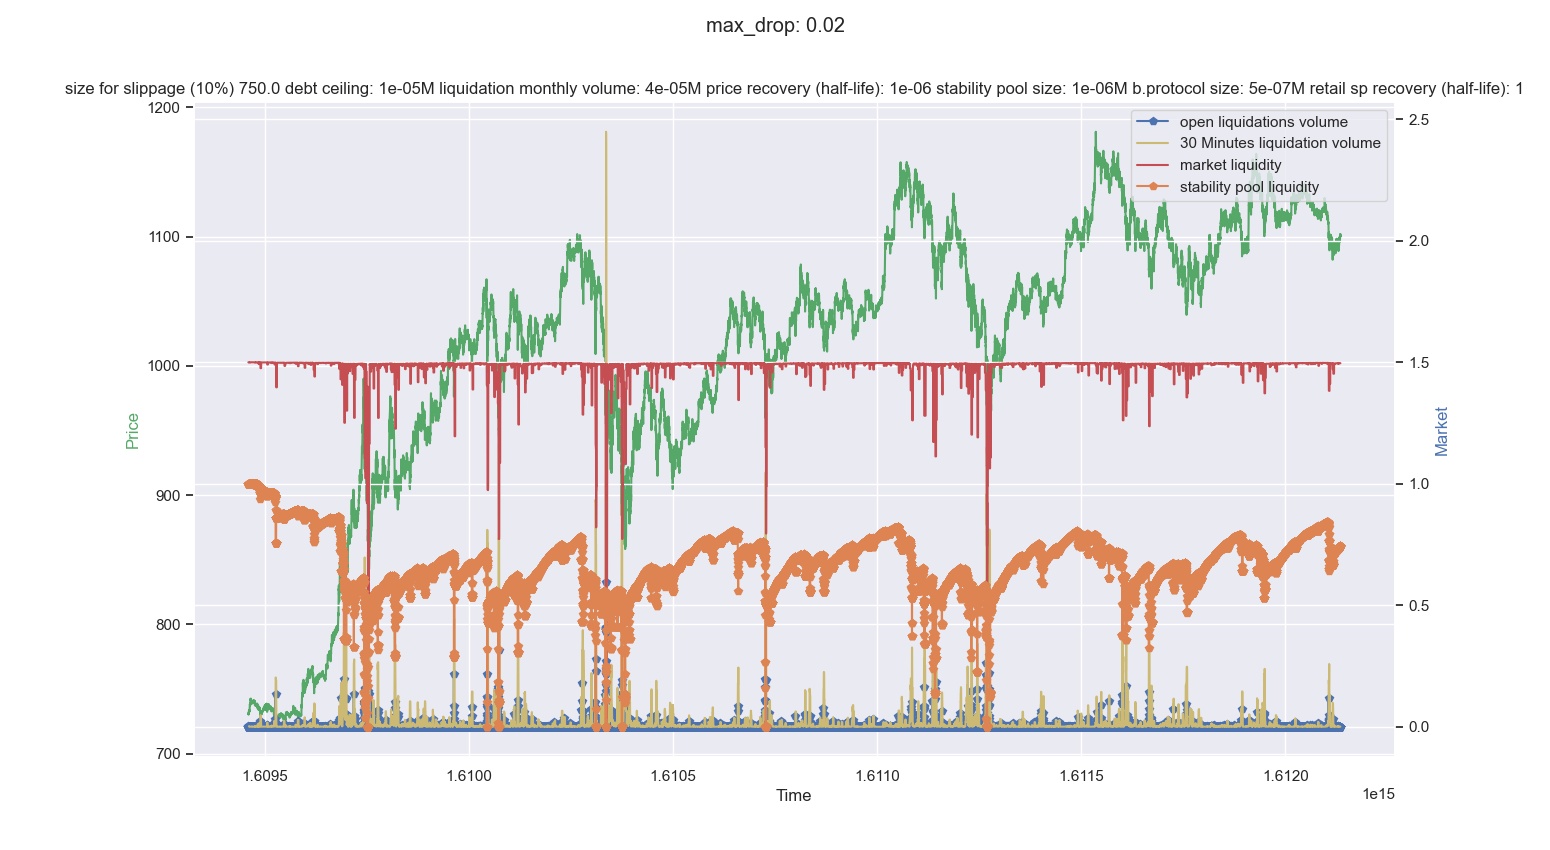 max_drop: 0.02
size for slippage (10%) 750.0 debt ceiling: 1e-05M liquidation monthly volume: 4e-05M price recovery (half-life): 1e-06 stability pool size: 1e-06M b.protocol size: 5e-07M retail sp recovery (half-life): 1
open liquidations volume
30 Minutes liquidation volume
market liquidity
stability pool liquidity
1200
1100
1000
900
800
700
Price
2.5
2.0
1.5
1.0
0.5
0.0
Market
1.6095
1.6100
1.6105
1.6110
1.6115
1.6120
Time
1e15